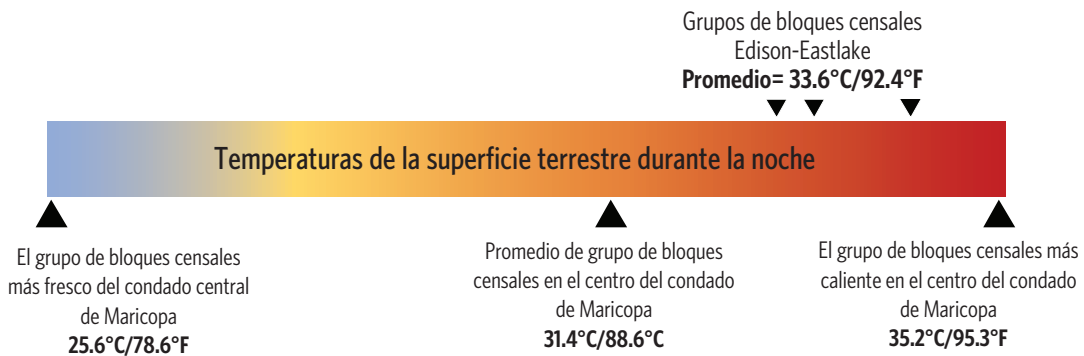 Grupos de bloques censales
Edison-Eastlake
Promedio= 33.6°C/92.4°F
Temperaturas de la superficie terrestre durante la noche
El grupo de bloques censales
más fresco del condado central
de Maricopa
25.6°C/78.6°F
Promedio de grupo de bloques
censales en el centro del condado
de Maricopa
31.4°C/88.6°C
El grupo de bloques censales más
caliente en el centro del condado
de Maricopa
35.2°C/95.3°F